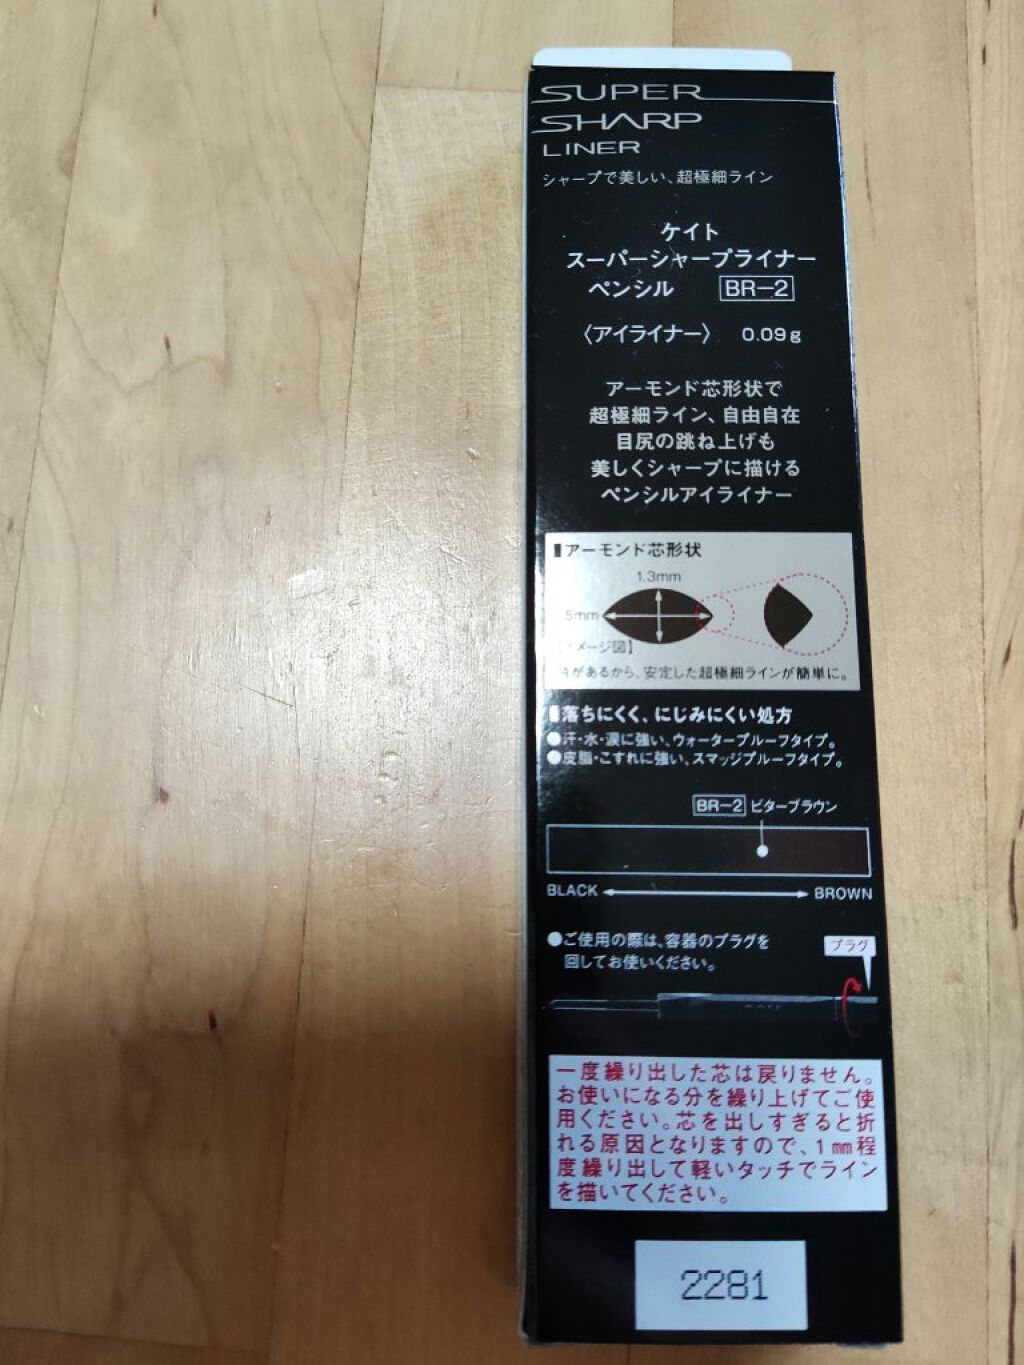 SUPER
SHARP
LINER
シャープで美しい、超極細ライン
ケイト
スーパーシャープライナー
ペンシル BR-2
〈アイライナー〉 0.09g
アーモンド芯形状で
超極細ライン、自由自在
目尻の跳ね上げも
美しくシャープに描ける
ペンシルアイライナー
アーモンド芯形状
1.3mm
5mm
メージ図】
があるから、安定した超極細ラインが簡単に。
落ちにくく、にじみにくい処方
●汗・水・涙に強い、ウォータープルーフタイプ。
●皮脂・こすれに強い、スマッジプルーフタイプ。
BR-2 ビターブラウン
BLACK BROWN
●ご使用の際は、容器のプラグを
回してお使いください。
プラグ
KATE
一度繰り出した芯は戻りません。
お使いになる分を繰り上げてご使
用ください。芯を出しすぎると折
れる原因となりますので、1mm程
度繰り出して軽いタッチでライン
を描いてください。
2281